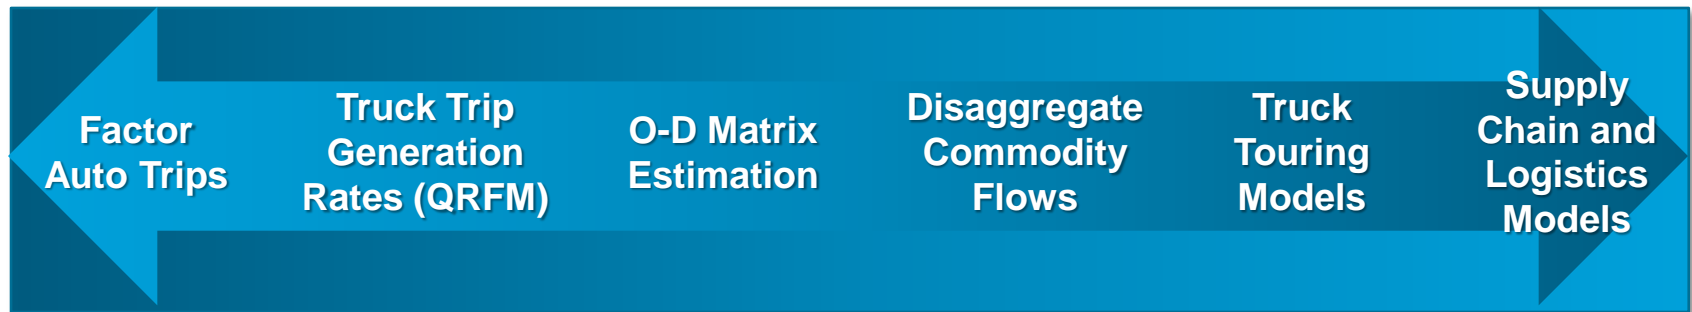 Factor
Auto Trips
Truck Trip
Generation
Rates (QRFM)
O-D Matrix
Estimation
Disaggregate
Commodity
Flows
Truck
Touring
Models
Supply
Chain and
Logistics
Models